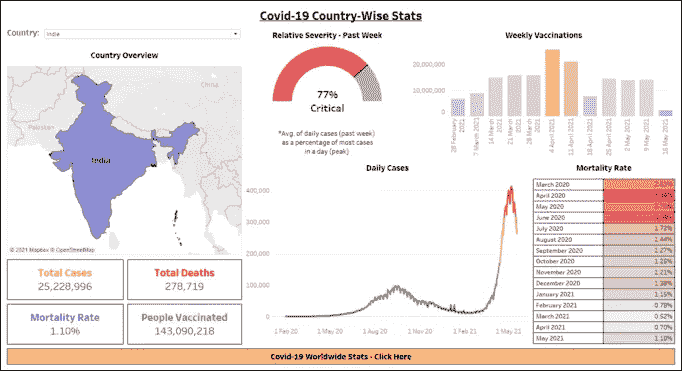 Covid-19 Country-Wise Stats
Country:
India
Country Overview
China
Pakistan
India
© 2021 Mapbox © OpenStreetMap
Total Cases
25,228,996
Total Deaths
278,719
Mortality Rate
1.10%
People Vaccinated
143,090,218
Relative Severity - Past Week
77%
Critical
*Avg. of daily cases (past week)
as a percentage of most cases
in a day (peak)
Weekly Vaccinations
20,000,000
10,000,000
0
28 February 2021
7 March 2021
14 March 2021
21 March 2021
28 March 2021
4 April 2021
11 April 2021
18 April 2021
25 April 2021
2 May 2021
9 May 2021
16 May 2021
Daily Cases
400,000
300,000
200,000
100,000
0
1 Feb 20
1 May 20
1 Aug 20
1 Nov 20
1 Feb 21
1 May 21
Mortality Rate
March 2020
April 2020
May 2020
June 2020
July 2020 1.72%
August 2020 1.44%
September 2020 1.27%
October 2020
November 2020 1.21%
December 2020
January 2021 1.15%
February 2021 0.78%
March 2021 0.52%
April 2021 0.70%
May 2021 1.10%
Covid-19 Worldwide Stats - Click Here